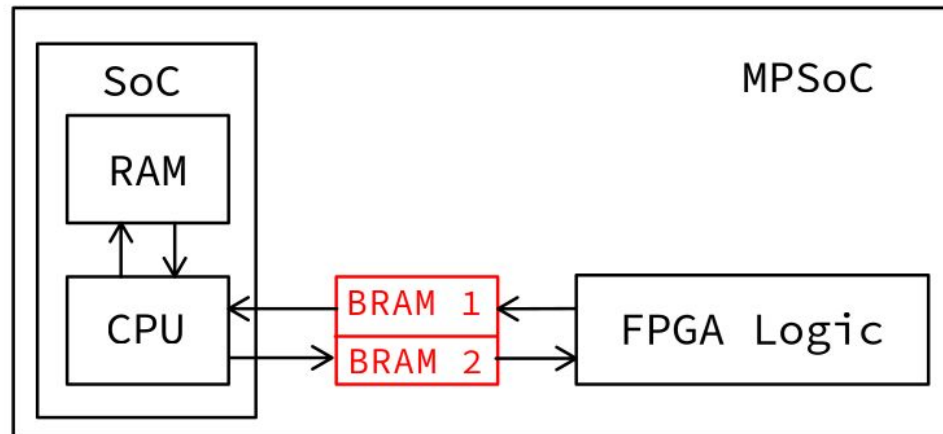 SoC
MPSoC
RAM
CPU
BRAM 1
BRAM 2
FPGA Logic